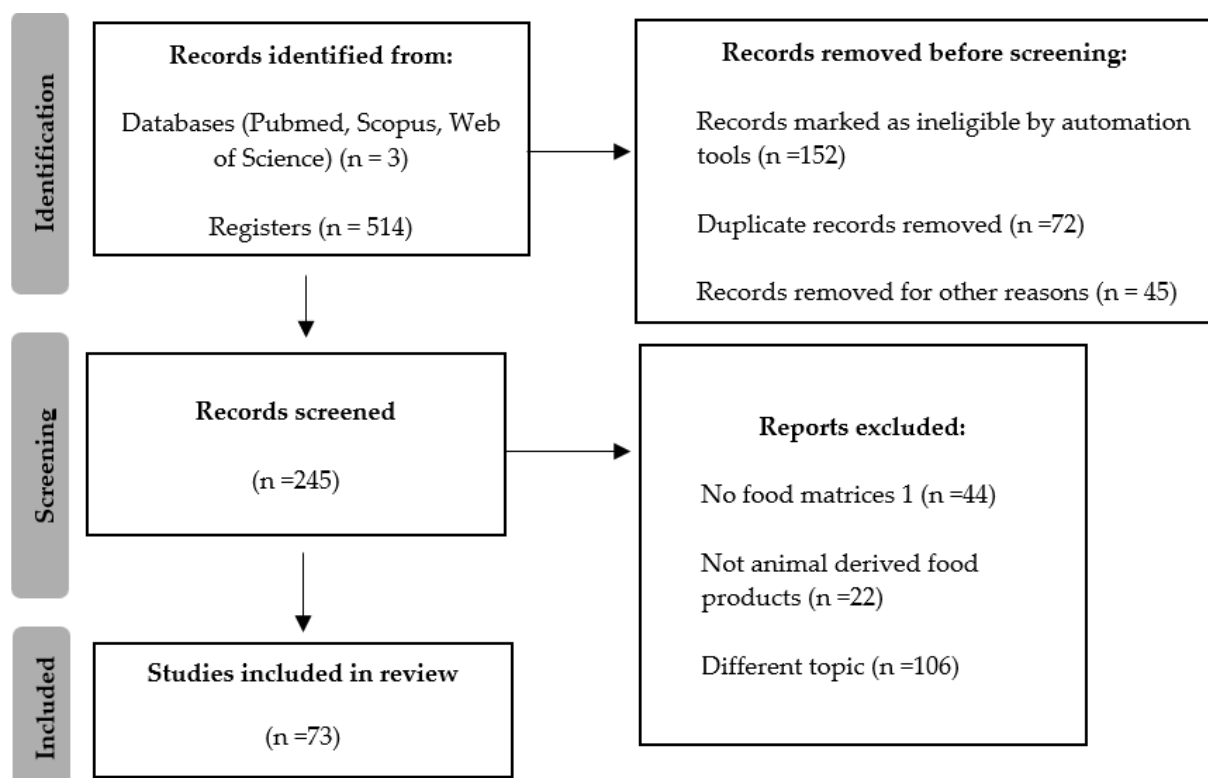 Identification
Records identified from:
Databases (Pubmed, Scopus, Web
of Science) (n = 3)
Registers (n = 514)
Records removed before screening:
Records marked as ineligible by automation
tools (n =152)
Duplicate records removed (n =72)
Records removed for other reasons (n = 45)
Screening
Records screened
(n =245)
Reports excluded:
No food matrices 1 (n =44)
Not animal derived food
products (n =22)
Different topic (n =106)
Included
Studies included in review
(n =73)